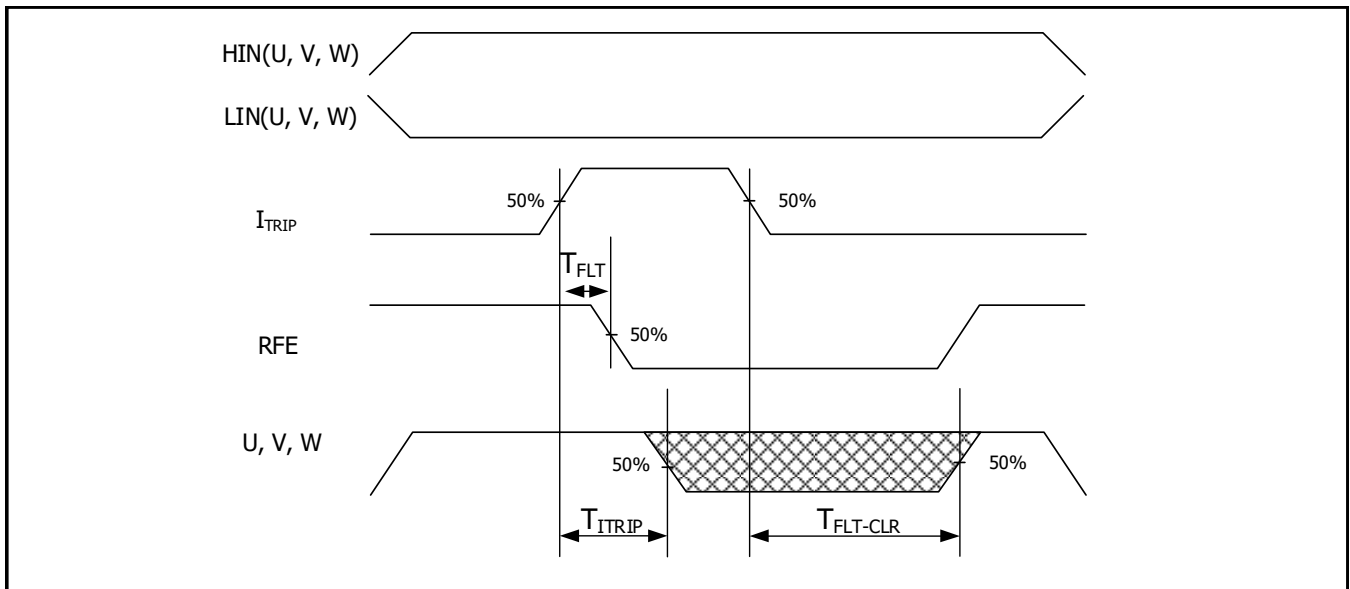 HIN(U, V, W)
LIN(U, V, W)
50%
50%
ITRIP
TFLT
50%
RFE
U, V, W
50%
50%
TITRIP
TFLT-CLR